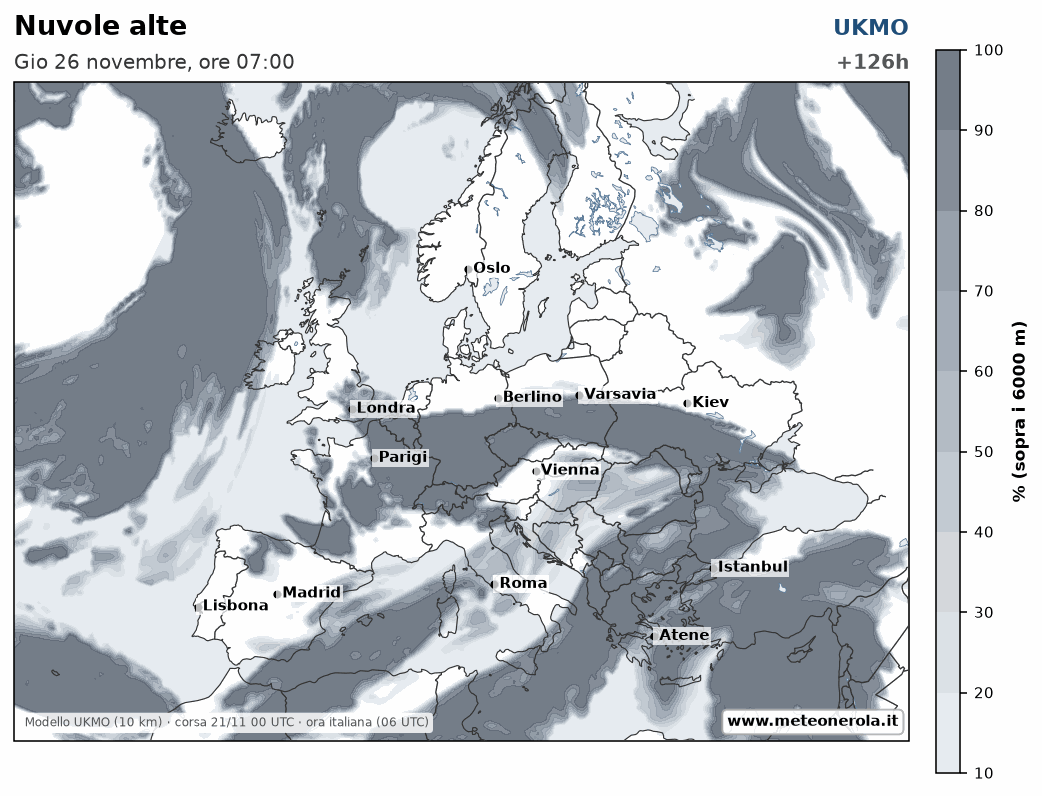 Nuvole alte
UKMO
Gio 26 novembre, ore 07:00
+126h
100
90
80
70
60
50
40
30
20
10
% (sopra i 6000 m)
Oslo
Berlino
Varsavia
Kiev
Londra
Parigi
Vienna
Istanbul
Roma
Madrid
Lisbona
Atene
Modello UKMO (10 km) · corsa 21/11 00 UTC · ora italiana (06 UTC)
www.meteonerola.it